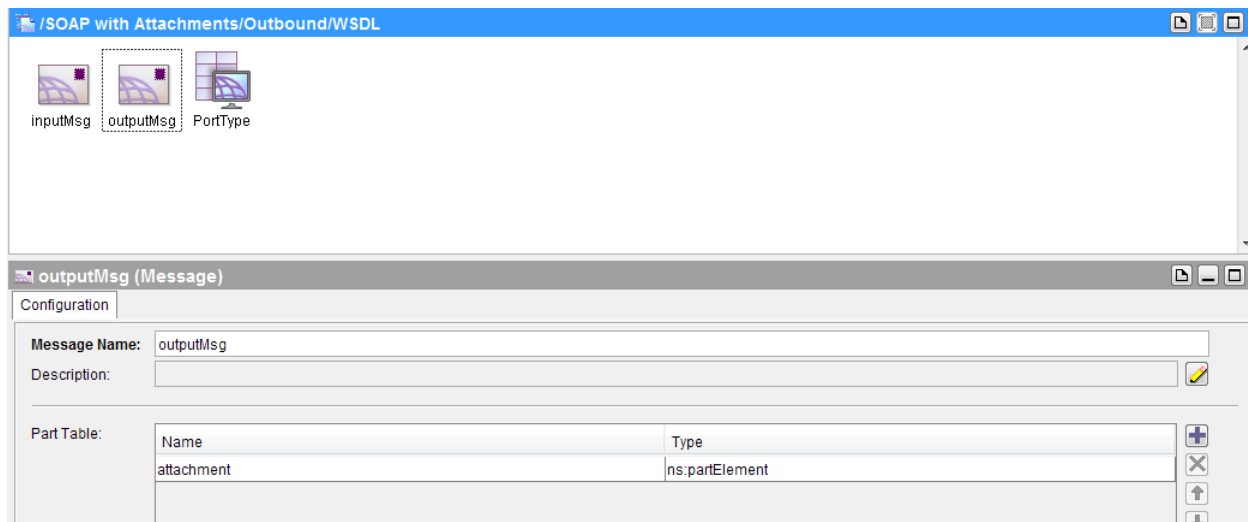 /SOAP with Attachments/Outbound/WSDL
inputMsg outputMsg PortType
outputMsg (Message)
Configuration
Message Name: outputMsg
Description:
Part Table:
Name Type
attachment ns:partElement